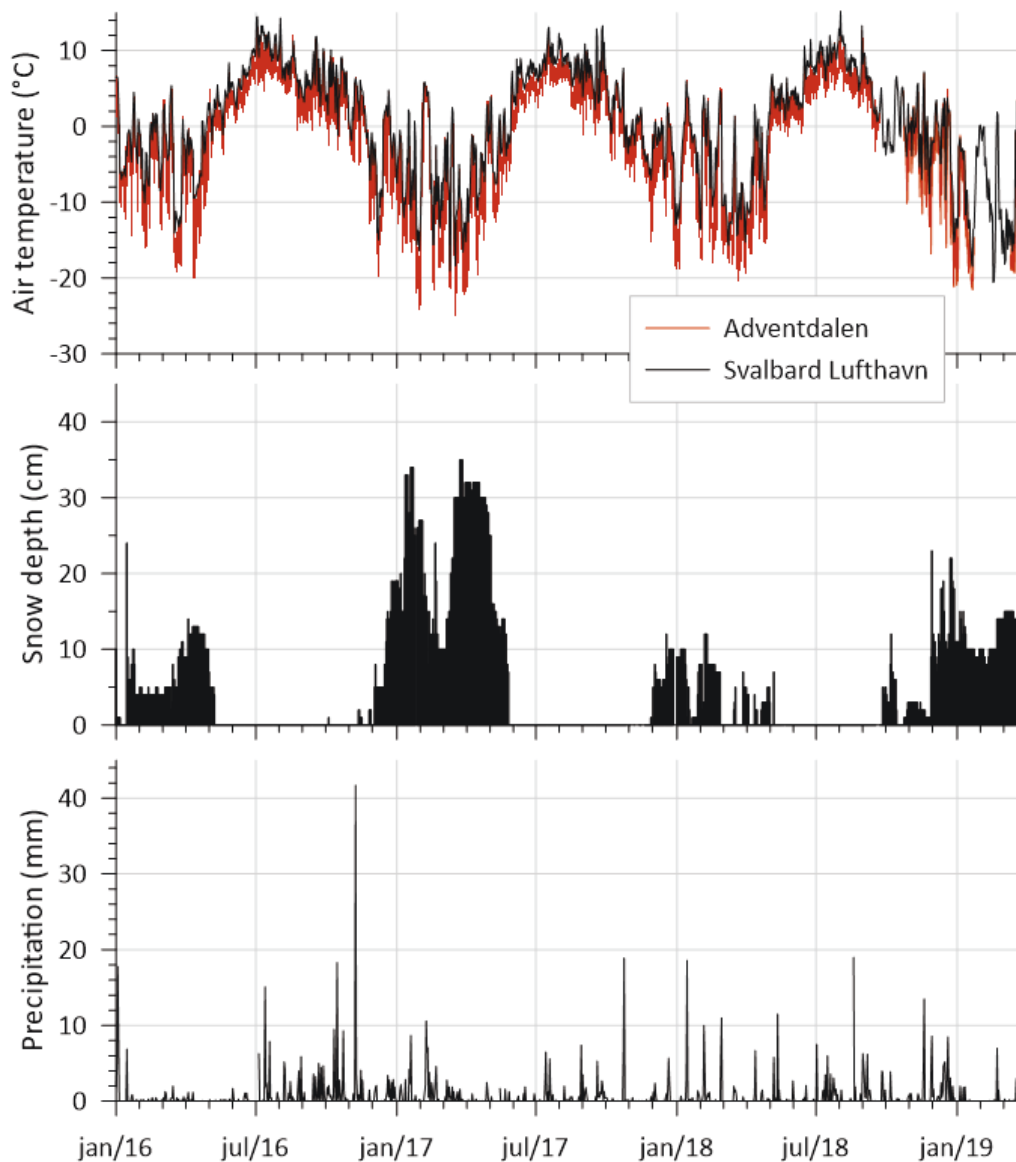 Air temperature (°C)
10
0
-10
-20
-30
Adventdalen
Svalbard Lufthavn
Snow depth (cm)
40
30
20
10
0
Precipitation (mm)
40
30
20
10
0
jan/16 jul/16 jan/17 jul/17 jan/18 jul/18 jan/19